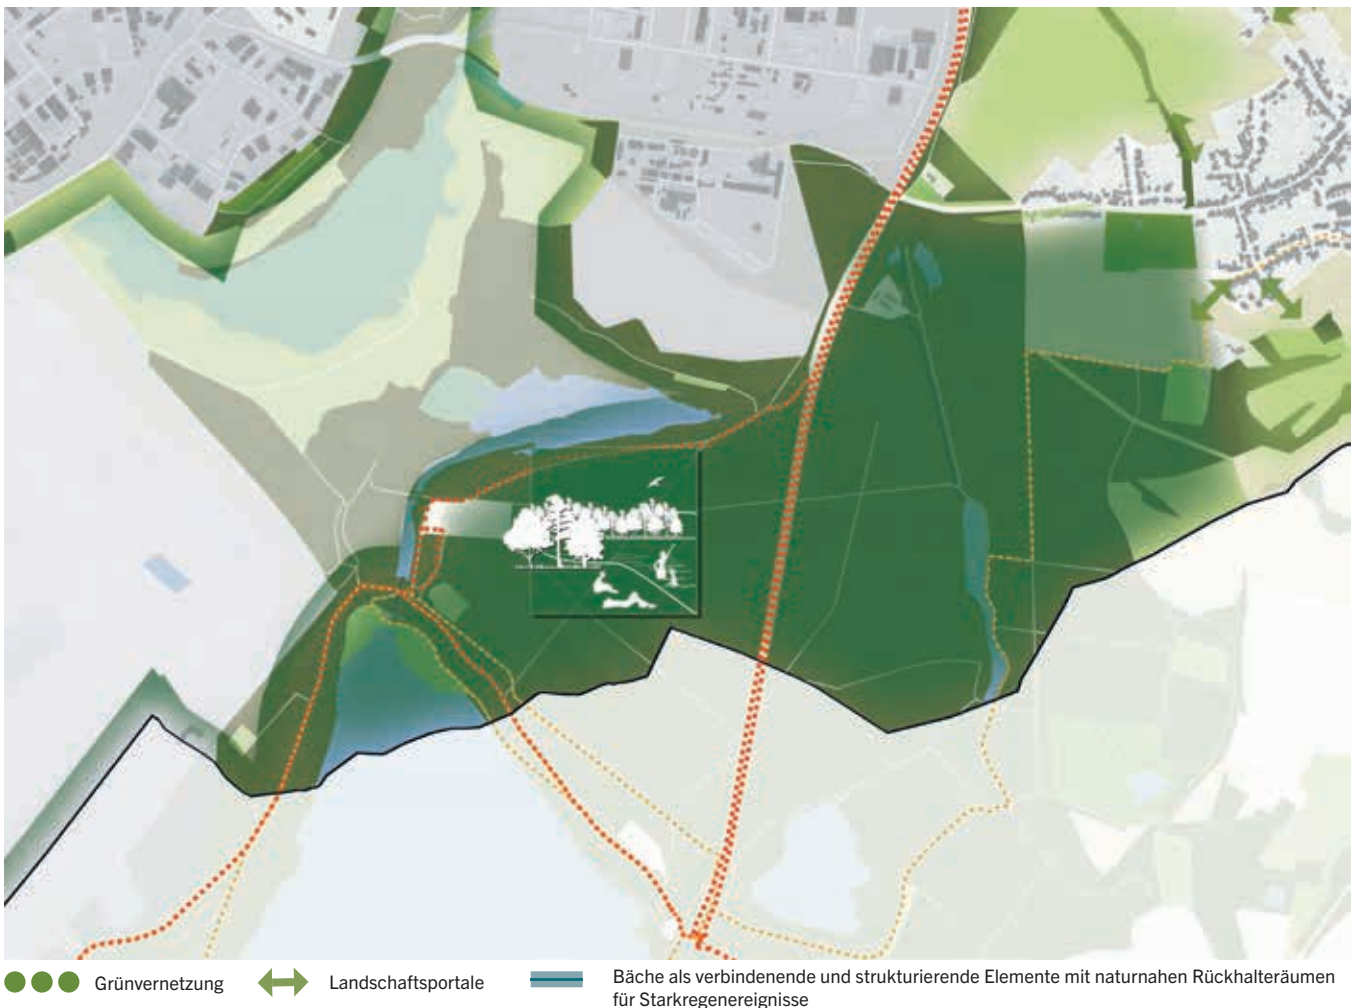 Grünvernetzung
Landschaftsportale
Bäche als verbindenende und strukturierende Elemente mit naturnahen Rückhalteräumen
für Starkregenereignisse